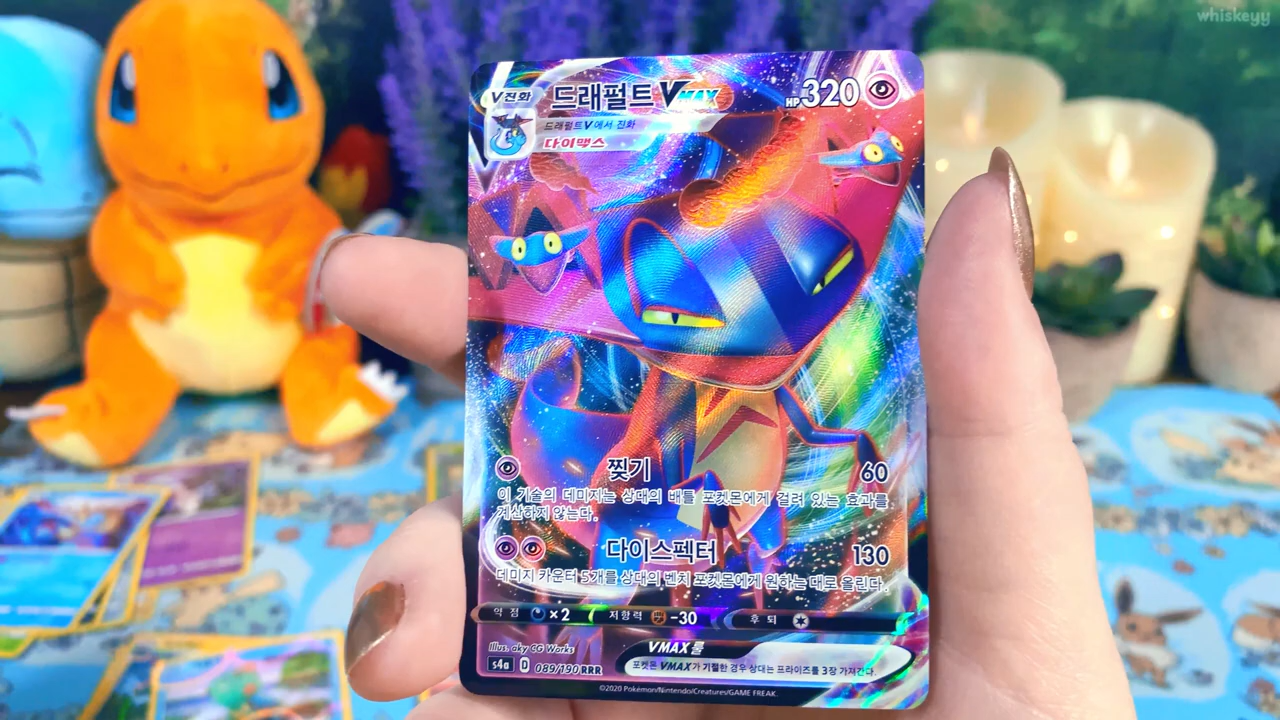 whiskeyy
V진화
드래펄트 VMAX
HP 320
드래펄트V에서 진화
다이맥스
찢기 60
이 기술의 데미지는 상대의 배틀 포켓몬에게 걸려 있는 효과를
계산하지 않는다.
다이스펙터 130
데미지 카운터 5개를 상대의 벤치 포켓몬에게 원하는 대로 올린다.
약점 ×2 저항력 -30 후퇴
Illus. aky CG Works
VMAX룰
s4a D 089/190 RRR
포켓몬 VMAX가 기절한 경우 상대는 프라이즈를 3장 가져간다.
©2020 Pokémon/Nintendo/Creatures/GAME FREAK.